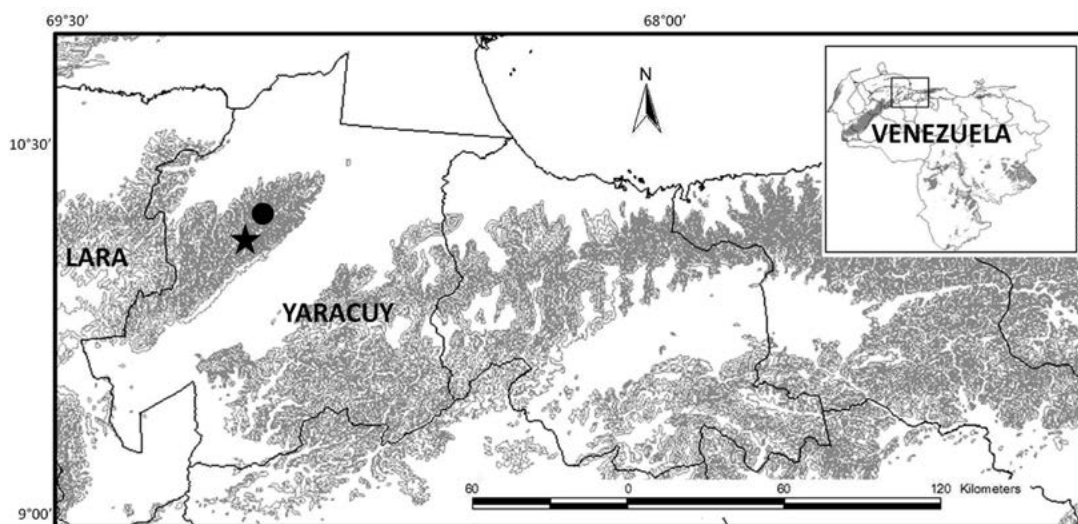 69°30'
68°00'
N
10°30'
VENEZUELA
LARA
YARACUY
60 0 60 120 Kilometers
9°00'